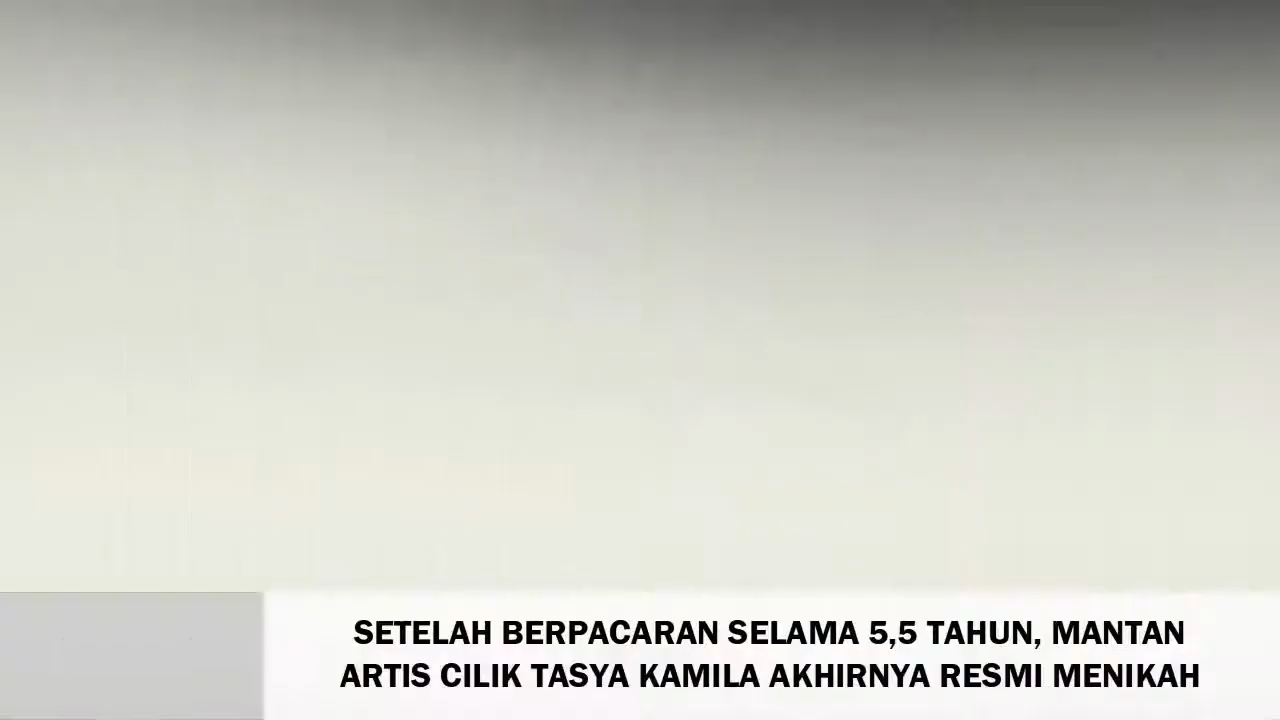 SETELAH BERPACARAN SELAMA 5,5 TAHUN, MANTAN
ARTIS CILIK TASYA KAMILA AKHIRNYA RESMI MENIKAH